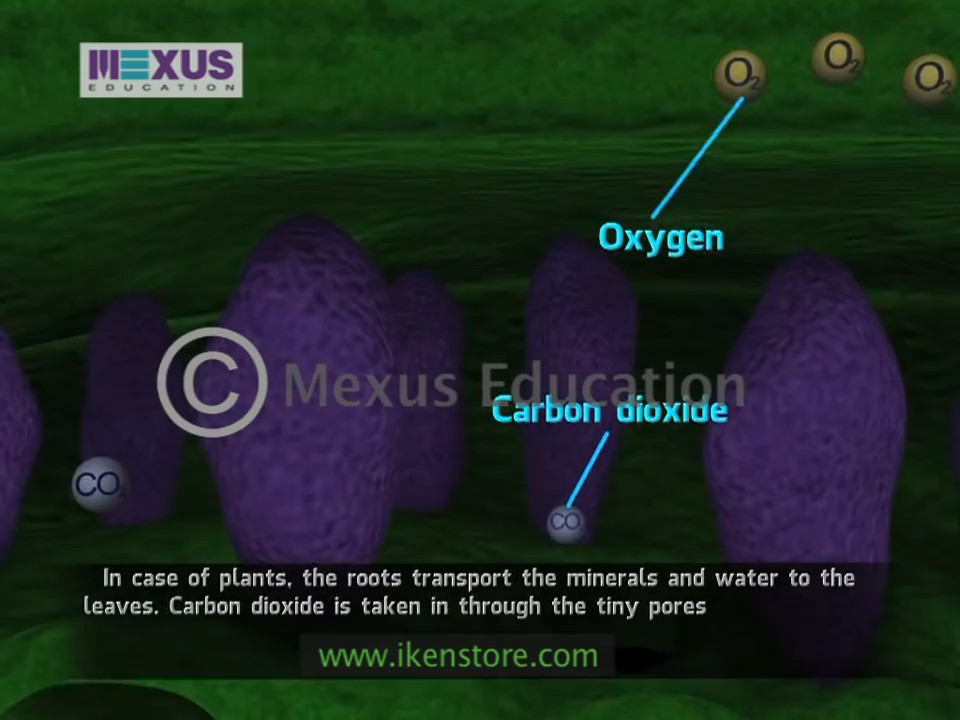 MEXUS
EDUCATION
O2
O2
O2
Oxygen
© Mexus Education
Carbon dioxide
CO2
CO
In case of plants, the roots transport the minerals and water to the
leaves. Carbon dioxide is taken in through the tiny pores
www.ikenstore.com